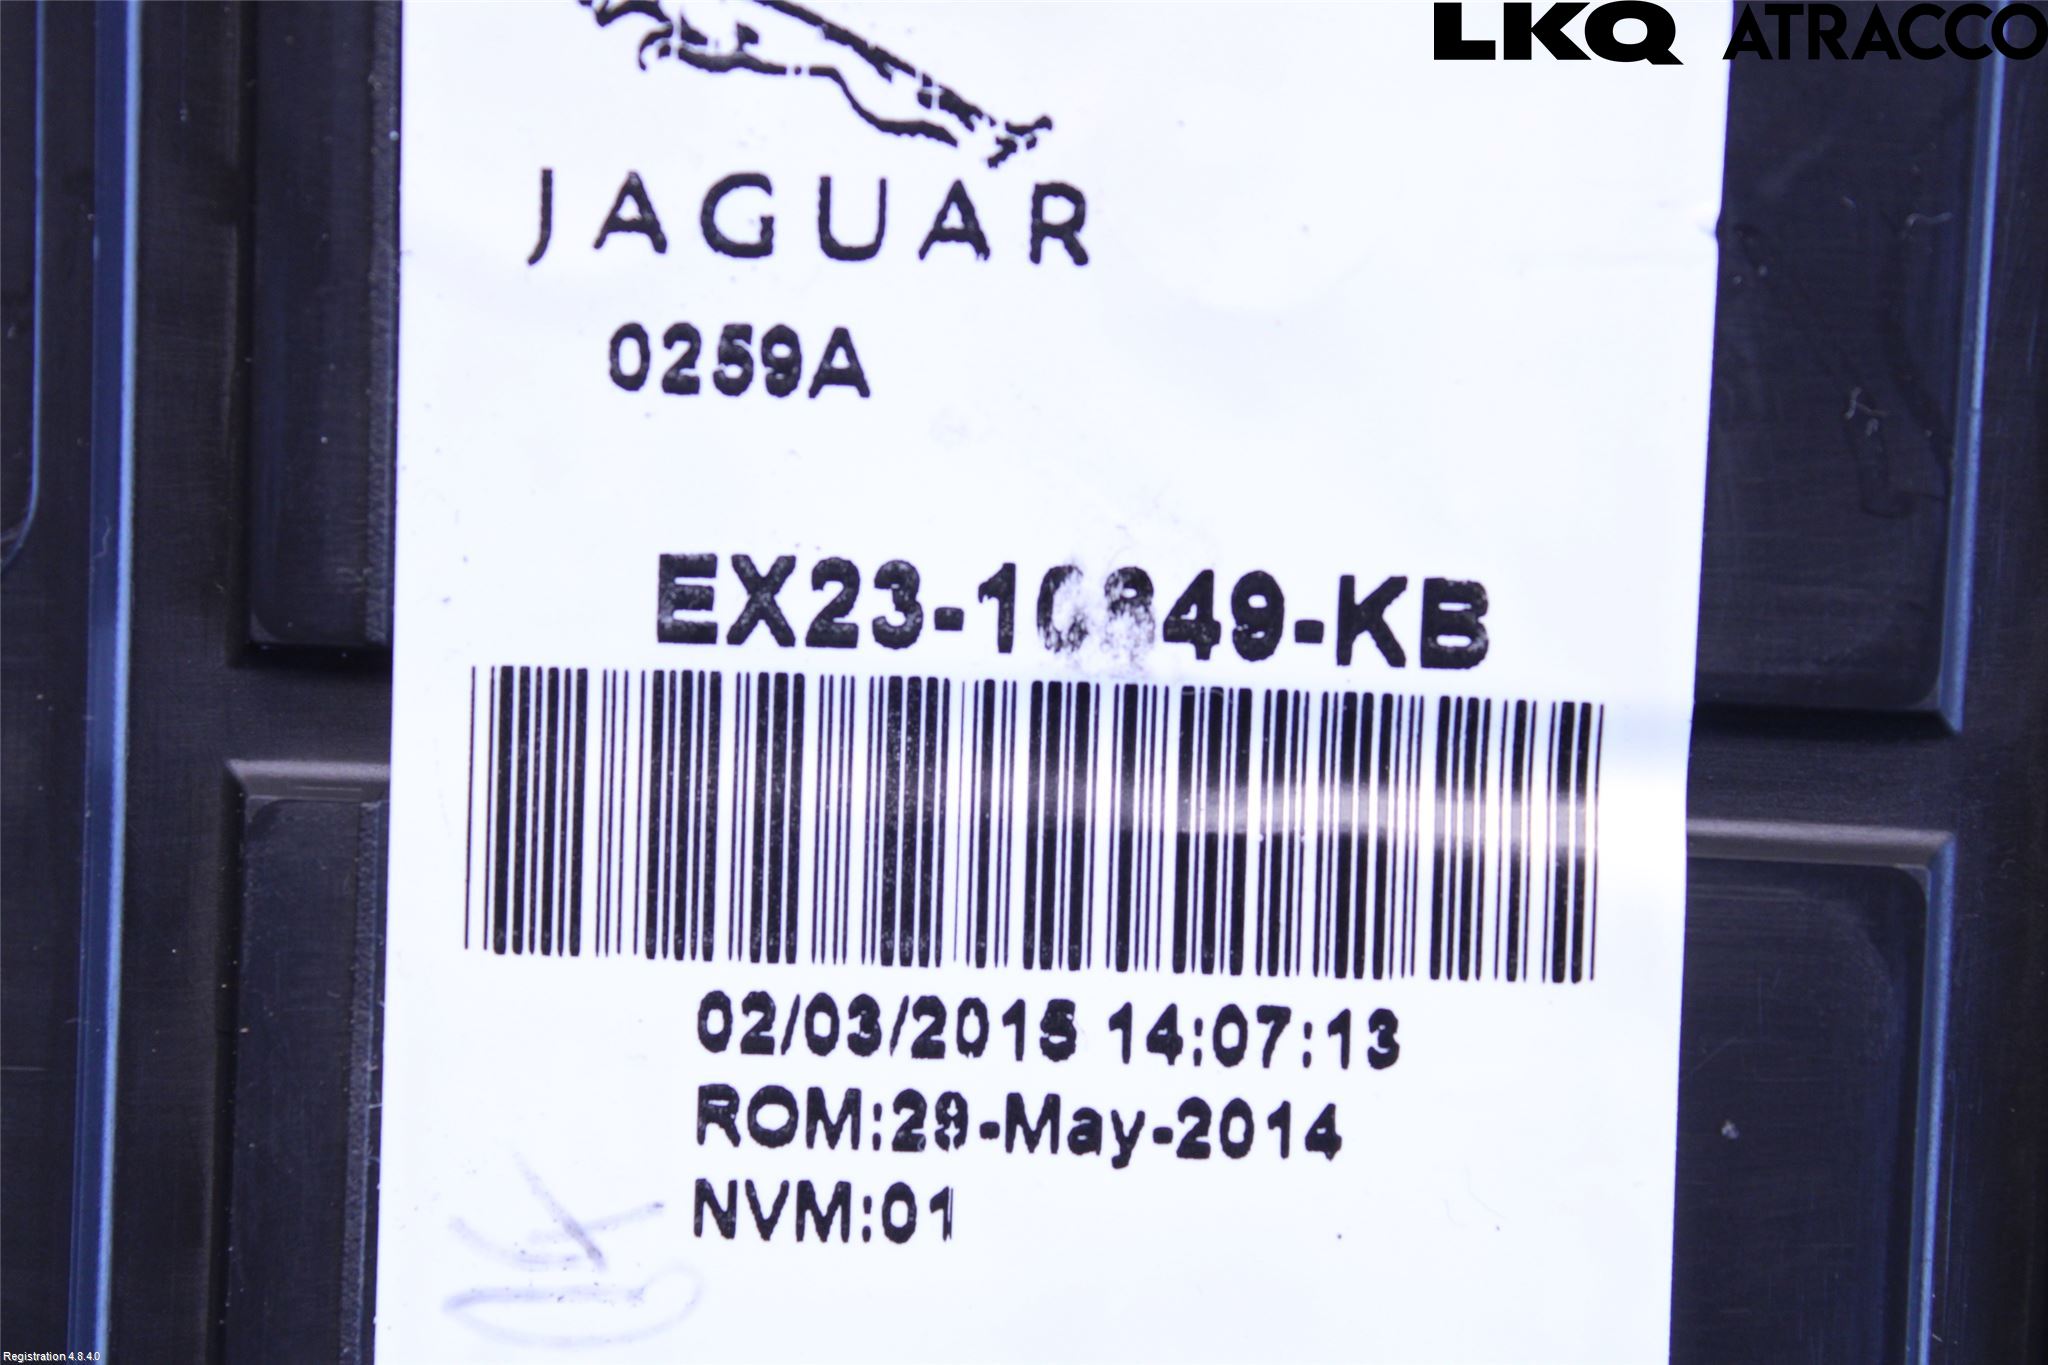 LKQ ATRACCO
JAGUAR
0259A
EX23-10849-KB
02/03/2015 14:07:13
ROM:29-May-2014
NVM:01
Registration 4.8.4.0